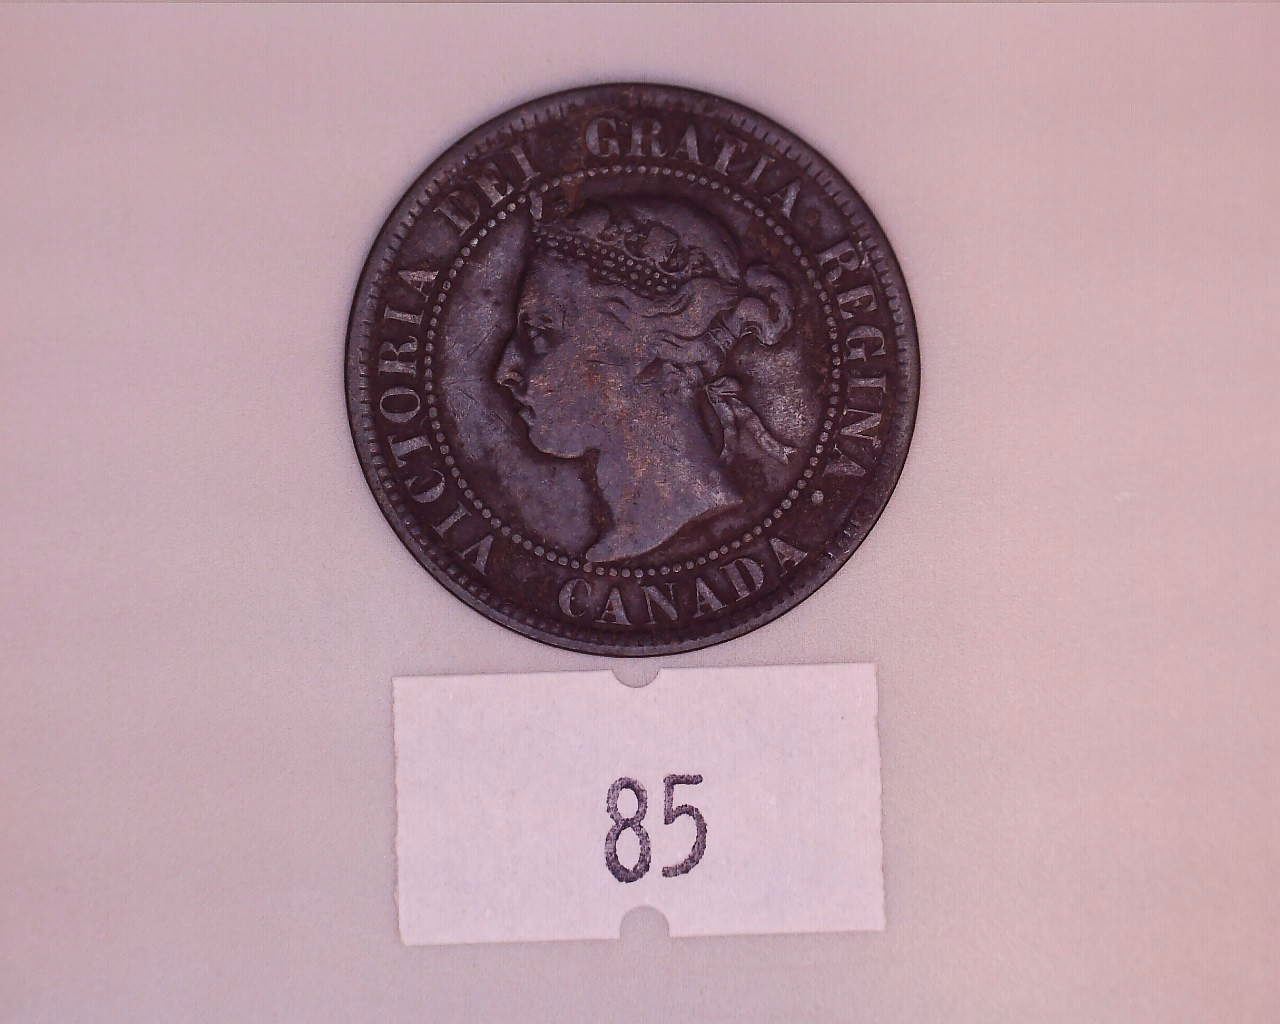 VICTORIA DEI GRATIA REGINA.
CANADA
85